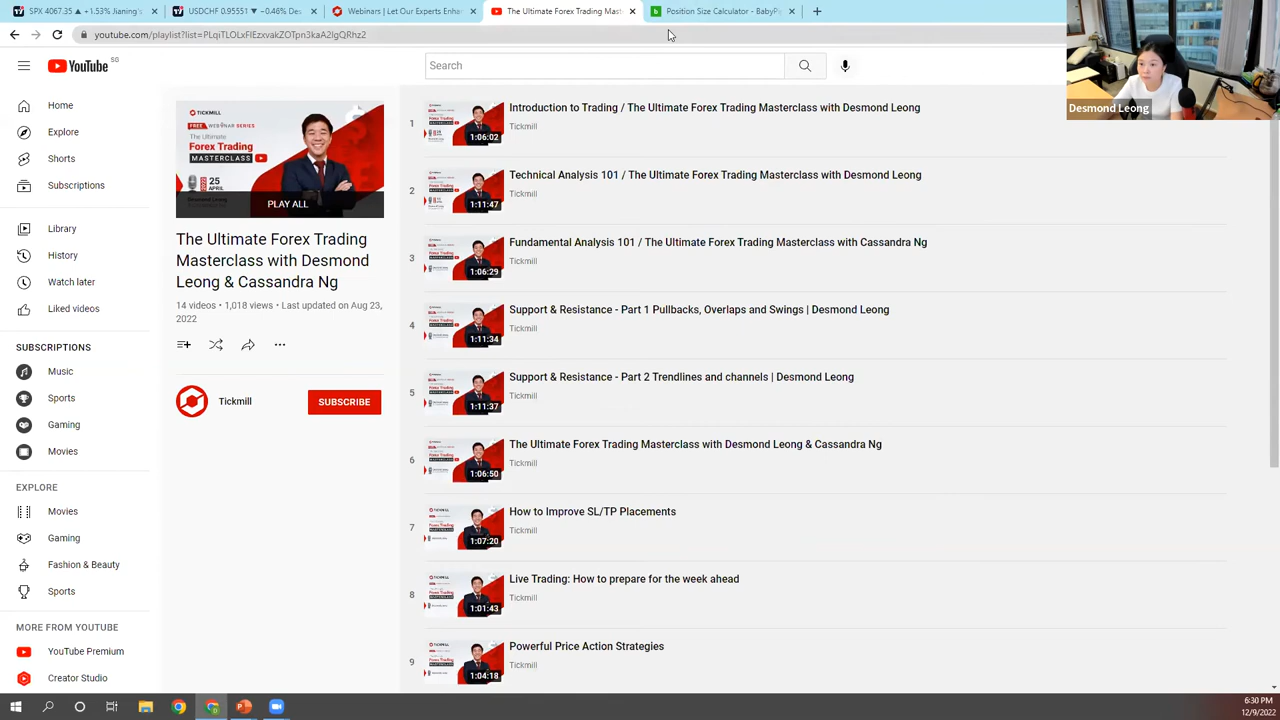 SPX 4067.35 ▲ +1.53% Jianing's
USDCHF 0.95551 ▼ −0.46% Des
Webinars | Let Our Experts Enhan
The Ultimate Forex Trading Mast
Position Size Calculator - BabyPi
youtube.com/playlist?list=PLqiTLOLxFIEzxvakZOTpn3kaA2IgQRhz2
YouTube SG
Search
Desmond Leong
Home
Explore
Shorts
Subscriptions
Library
History
Watch later
Liked videos
SUBSCRIPTIONS
Music
Sports
Gaming
Movies
EXPLORE
Movies
Gaming
Fashion & Beauty
Sports
MORE FROM YOUTUBE
YouTube Premium
Creator Studio
TICKMILL
FREE WEBINAR SERIES
The Ultimate
Forex Trading
MASTERCLASS
25
APRIL
PLAY ALL
The Ultimate Forex Trading
Masterclass with Desmond
Leong & Cassandra Ng
14 videos • 1,018 views • Last updated on Aug 23,
2022
Tickmill
SUBSCRIBE
1
1:06:02
Introduction to Trading / The Ultimate Forex Trading Masterclass with Desmond Leong
Tickmill
2
1:11:47
Technical Analysis 101 / The Ultimate Forex Trading Masterclass with Desmond Leong
Tickmill
3
1:06:29
Fundamental Analysis 101 / The Ultimate Forex Trading Masterclass with Cassandra Ng
Tickmill
4
1:11:34
Support & Resistance - Part 1 Pullbacks, Overlaps and Swings | Desmond Leong
Tickmill
5
1:11:37
Support & Resistance - Part 2 Trendlines and channels | Desmond Leong
Tickmill
6
1:06:50
The Ultimate Forex Trading Masterclass with Desmond Leong & Cassandra Ng
Tickmill
7
1:07:20
How to Improve SL/TP Placements
Tickmill
8
1:01:43
Live Trading: How to prepare for the week ahead
Tickmill
9
1:04:18
Powerful Price Action Strategies
Tickmill
6:30 PM
12/9/2022